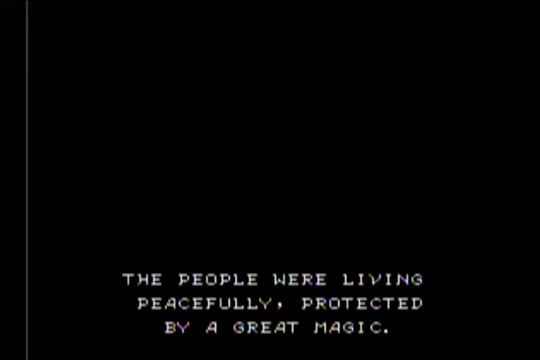 THE PEOPLE WERE LIVING
PEACEFULLY, PROTECTED
BY A GREAT MAGIC.